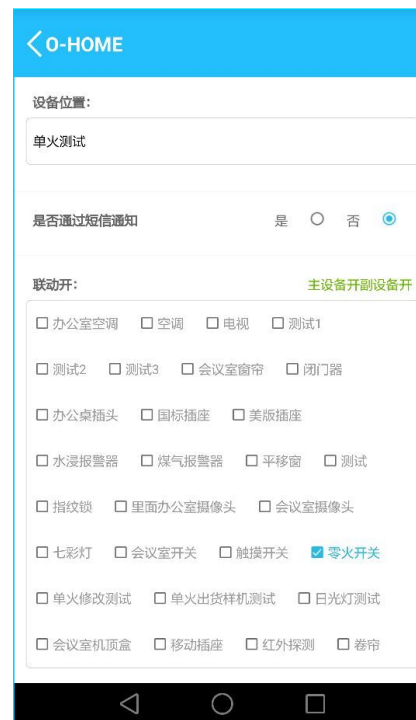 O-HOME
设备位置：
单火测试
是否通过短信通知 是 否
联动开： 主设备开副设备开
办公室空调 空调 电视 测试1
测试2 测试3 会议室窗帘 闭门器
办公桌插头 国标插座 美版插座
水浸报警器 煤气报警器 平移窗 测试
指纹锁 里面办公室摄像头 会议室摄像头
七彩灯 会议室开关 触摸开关 零火开关
单火修改测试 单火出货样机测试 日光灯测试
会议室机顶盒 移动插座 红外探测 卷帘